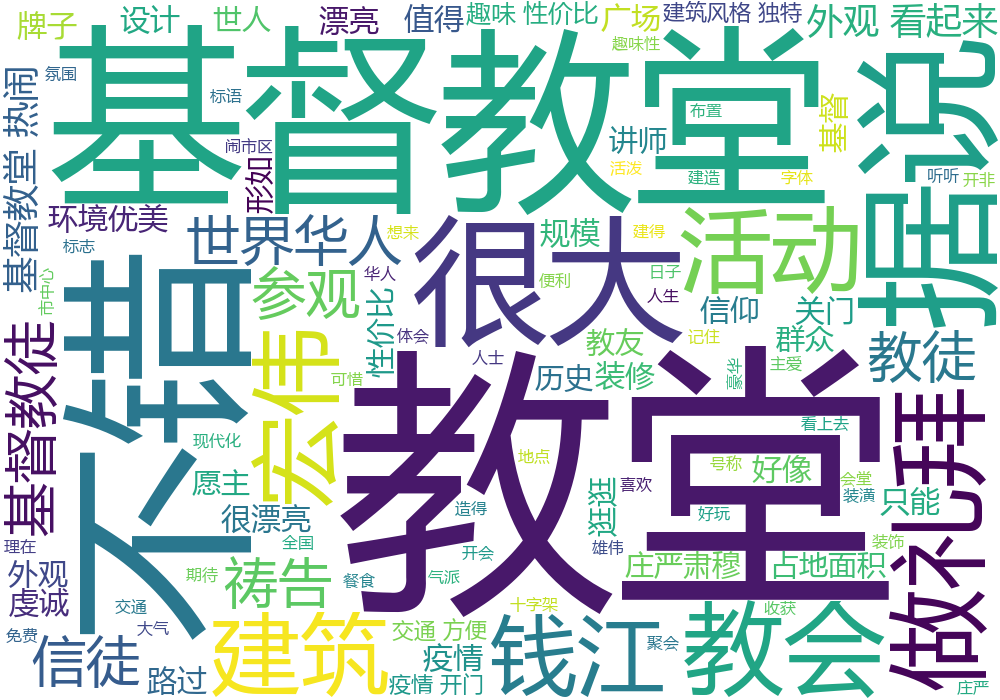 牌子
设计
世人
漂亮
值得
趣味 性价比
广场
建筑风格 独特
外观 看起来
氛围
标语
基督教堂
趣味性
布置
基督
据说
基督教堂 热闹
闹市区
形如
讲师
活泼
建造
字体
听听
开非
环境优美
标志
世界华人
想来
很大
规模
建得
活动
市中心
不错
参观
华人
便利
日子
人生
信仰
关门
宏伟
性价比
体会
人士
教友
记住
群众
主爱
教徒
基督教徒
可惜
历史
装修
豪华
教堂
看上去
做礼拜
现代化
地点
号称
好像
会堂
愿主
喜欢
装潢
只能
很漂亮
造得
逛逛
好玩
全国
理在
开会
雄伟
装饰
外观
期待
祷告
餐食
气派
庄严肃穆
占地面积
虔诚
交通
十字架
收获
免费
大气
建筑
交通 方便
钱江
聚会
教会
信徒
路过
疫情
疫情 开门
庄严